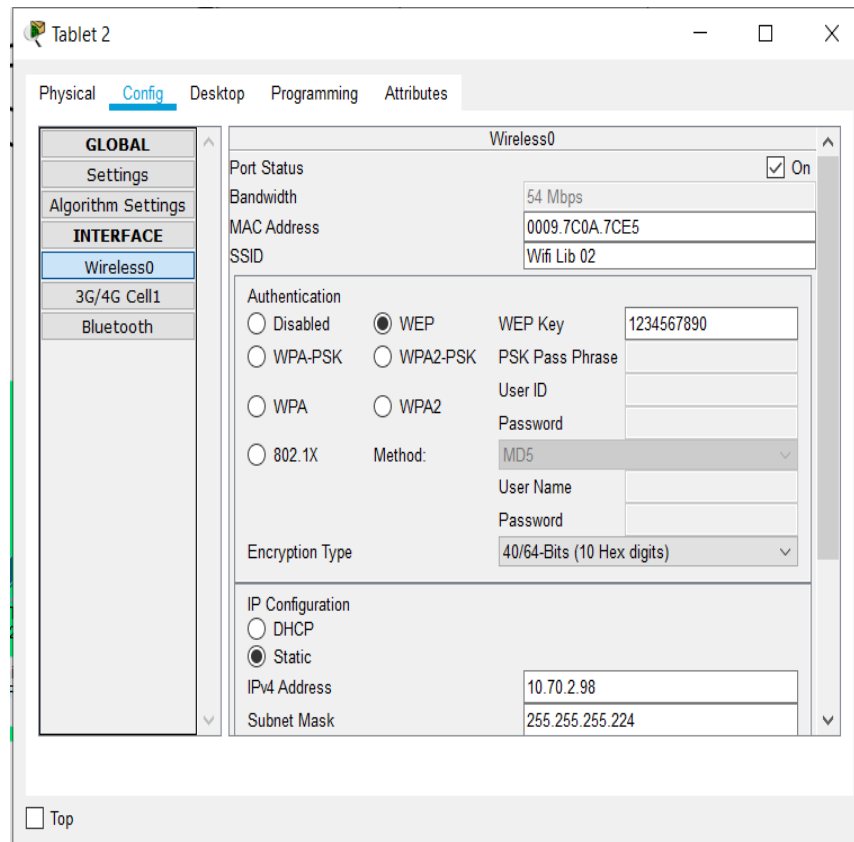 Tablet 2
Physical Config Desktop Programming Attributes
GLOBAL
Settings
Algorithm Settings
INTERFACE
Wireless0
3G/4G Cell1
Bluetooth
Wireless0
Port Status On
Bandwidth 54 Mbps
MAC Address 0009.7C0A.7CE5
SSID Wifi Lib 02
Authentication
Disabled WEP WEP Key 1234567890
WPA-PSK WPA2-PSK PSK Pass Phrase
User ID
WPA WPA2
Password
802.1X Method: MD5
User Name
Password
Encryption Type 40/64-Bits (10 Hex digits)
IP Configuration
DHCP
Static
IPv4 Address 10.70.2.98
Subnet Mask 255.255.255.224
Top